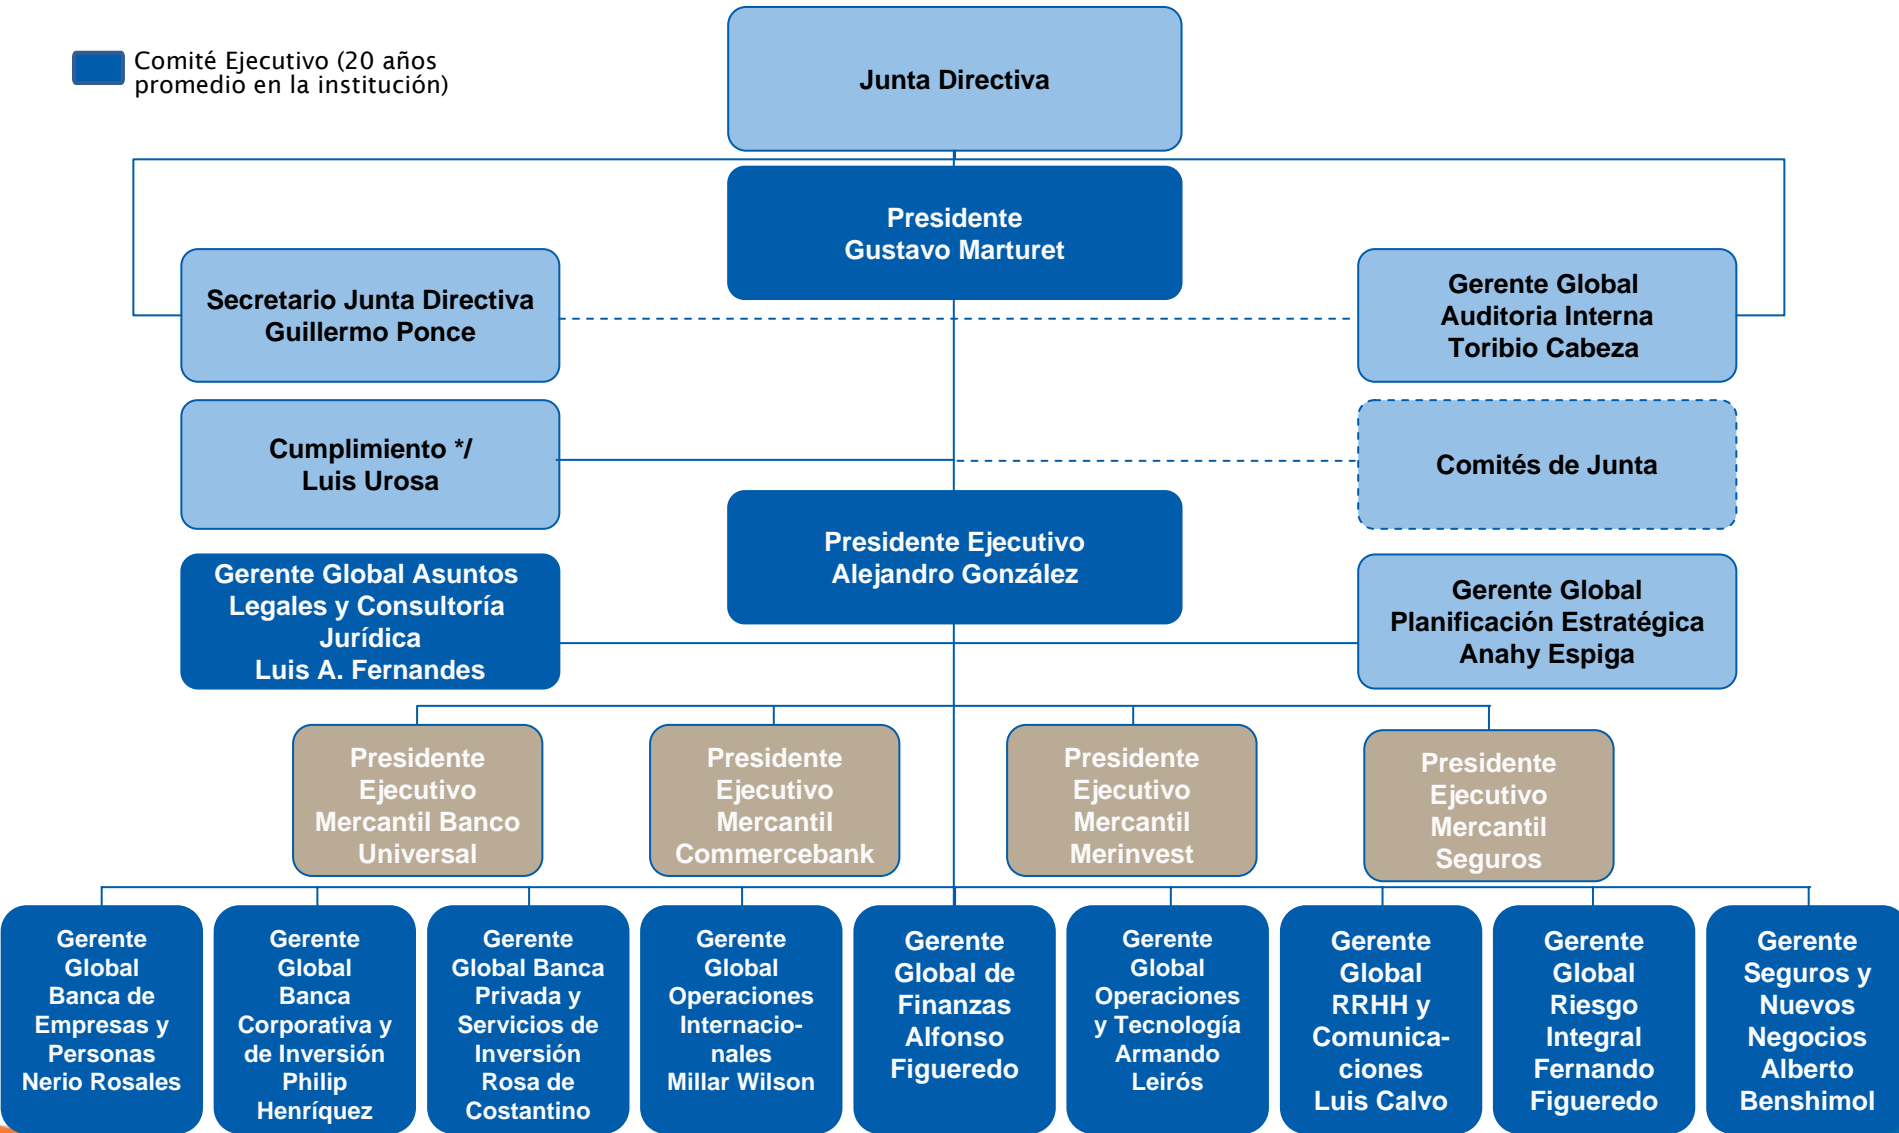 Comité Ejecutivo (20 años
promedio en la institución)
Junta Directiva
Presidente
Gustavo Marturet
Secretario Junta Directiva
Guillermo Ponce
Gerente Global
Auditoria Interna
Toribio Cabeza
Cumplimiento */
Luis Urosa
Comités de Junta
Presidente Ejecutivo
Alejandro González
Gerente Global Asuntos
Legales y Consultoría
Jurídica
Luis A. Fernandes
Gerente Global
Planificación Estratégica
Anahy Espiga
Presidente
Ejecutivo
Mercantil Banco
Universal
Presidente
Ejecutivo
Mercantil
Commercebank
Presidente
Ejecutivo
Mercantil
Merinvest
Presidente
Ejecutivo
Mercantil
Seguros
Gerente
Global
Banca de
Empresas y
Personas
Nerio Rosales
Gerente
Global
Banca
Corporativa y
de Inversión
Philip
Henríquez
Gerente
Global Banca
Privada y
Servicios de
Inversión
Rosa de
Costantino
Gerente
Global
Operaciones
Internacio-
nales
Millar Wilson
Gerente
Global de
Finanzas
Alfonso
Figueredo
Gerente
Global
Operaciones
y Tecnología
Armando
Leirós
Gerente
Global
RRHH y
Comunica-
ciones
Luis Calvo
Gerente
Global
Riesgo
Integral
Fernando
Figueredo
Gerente
Seguros y
Nuevos
Negocios
Alberto
Benshimol